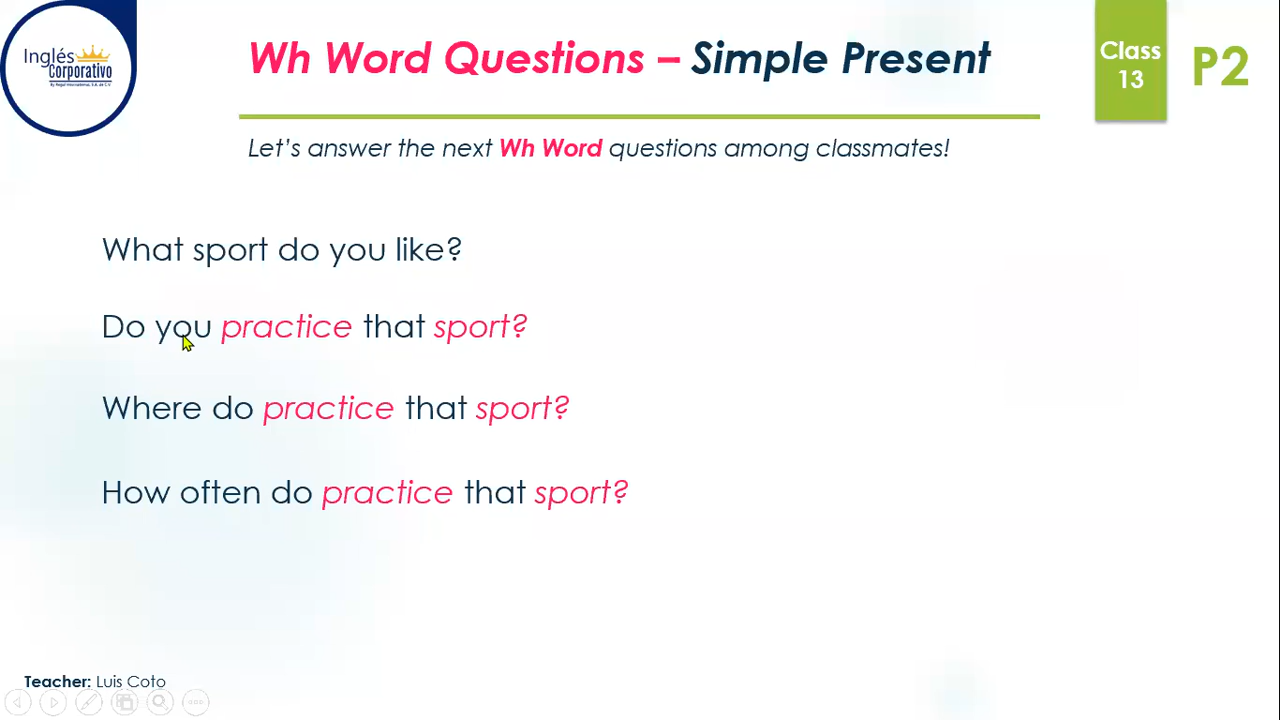 Inglés
Corporativo
Wh Word Questions – Simple Present
Class
13
P2
Let's answer the next Wh Word questions among classmates!
What sport do you like?
Do you practice that sport?
Where do practice that sport?
How often do practice that sport?
Teacher: Luis Coto